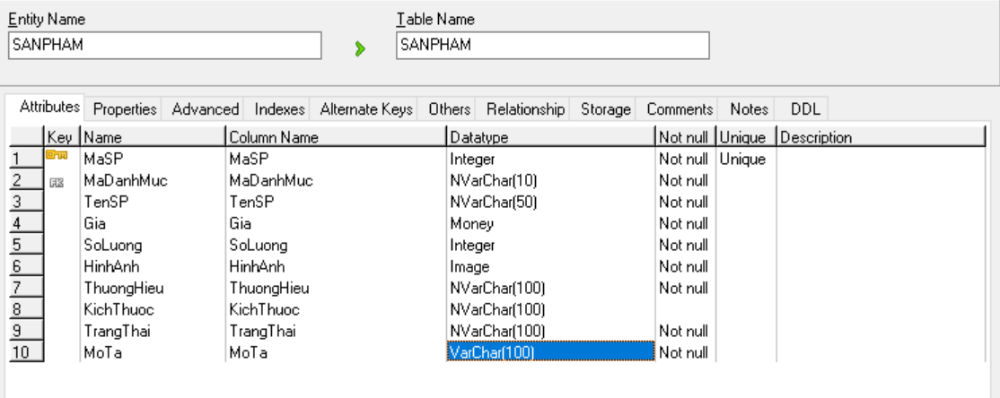 Entity Name Table Name
SANPHAM SANPHAM
Attributes Properties Advanced Indexes Alternate Keys Others Relationship Storage Comments Notes DDL
Key Name Column Name Datatype Not null Unique Description
1 MaSP MaSP Integer Not null Unique
2 FK MaDanhMuc MaDanhMuc NVarChar(10) Not null
3 TenSP TenSP NVarChar(50) Not null
4 Gia Gia Money Not null
5 SoLuong SoLuong Integer Not null
6 HinhAnh HinhAnh Image Not null
7 ThuongHieu ThuongHieu NVarChar(100) Not null
8 KichThuoc KichThuoc NVarChar(100)
9 TrangThai TrangThai NVarChar(100) Not null
10 MoTa MoTa VarChar(100) Not null